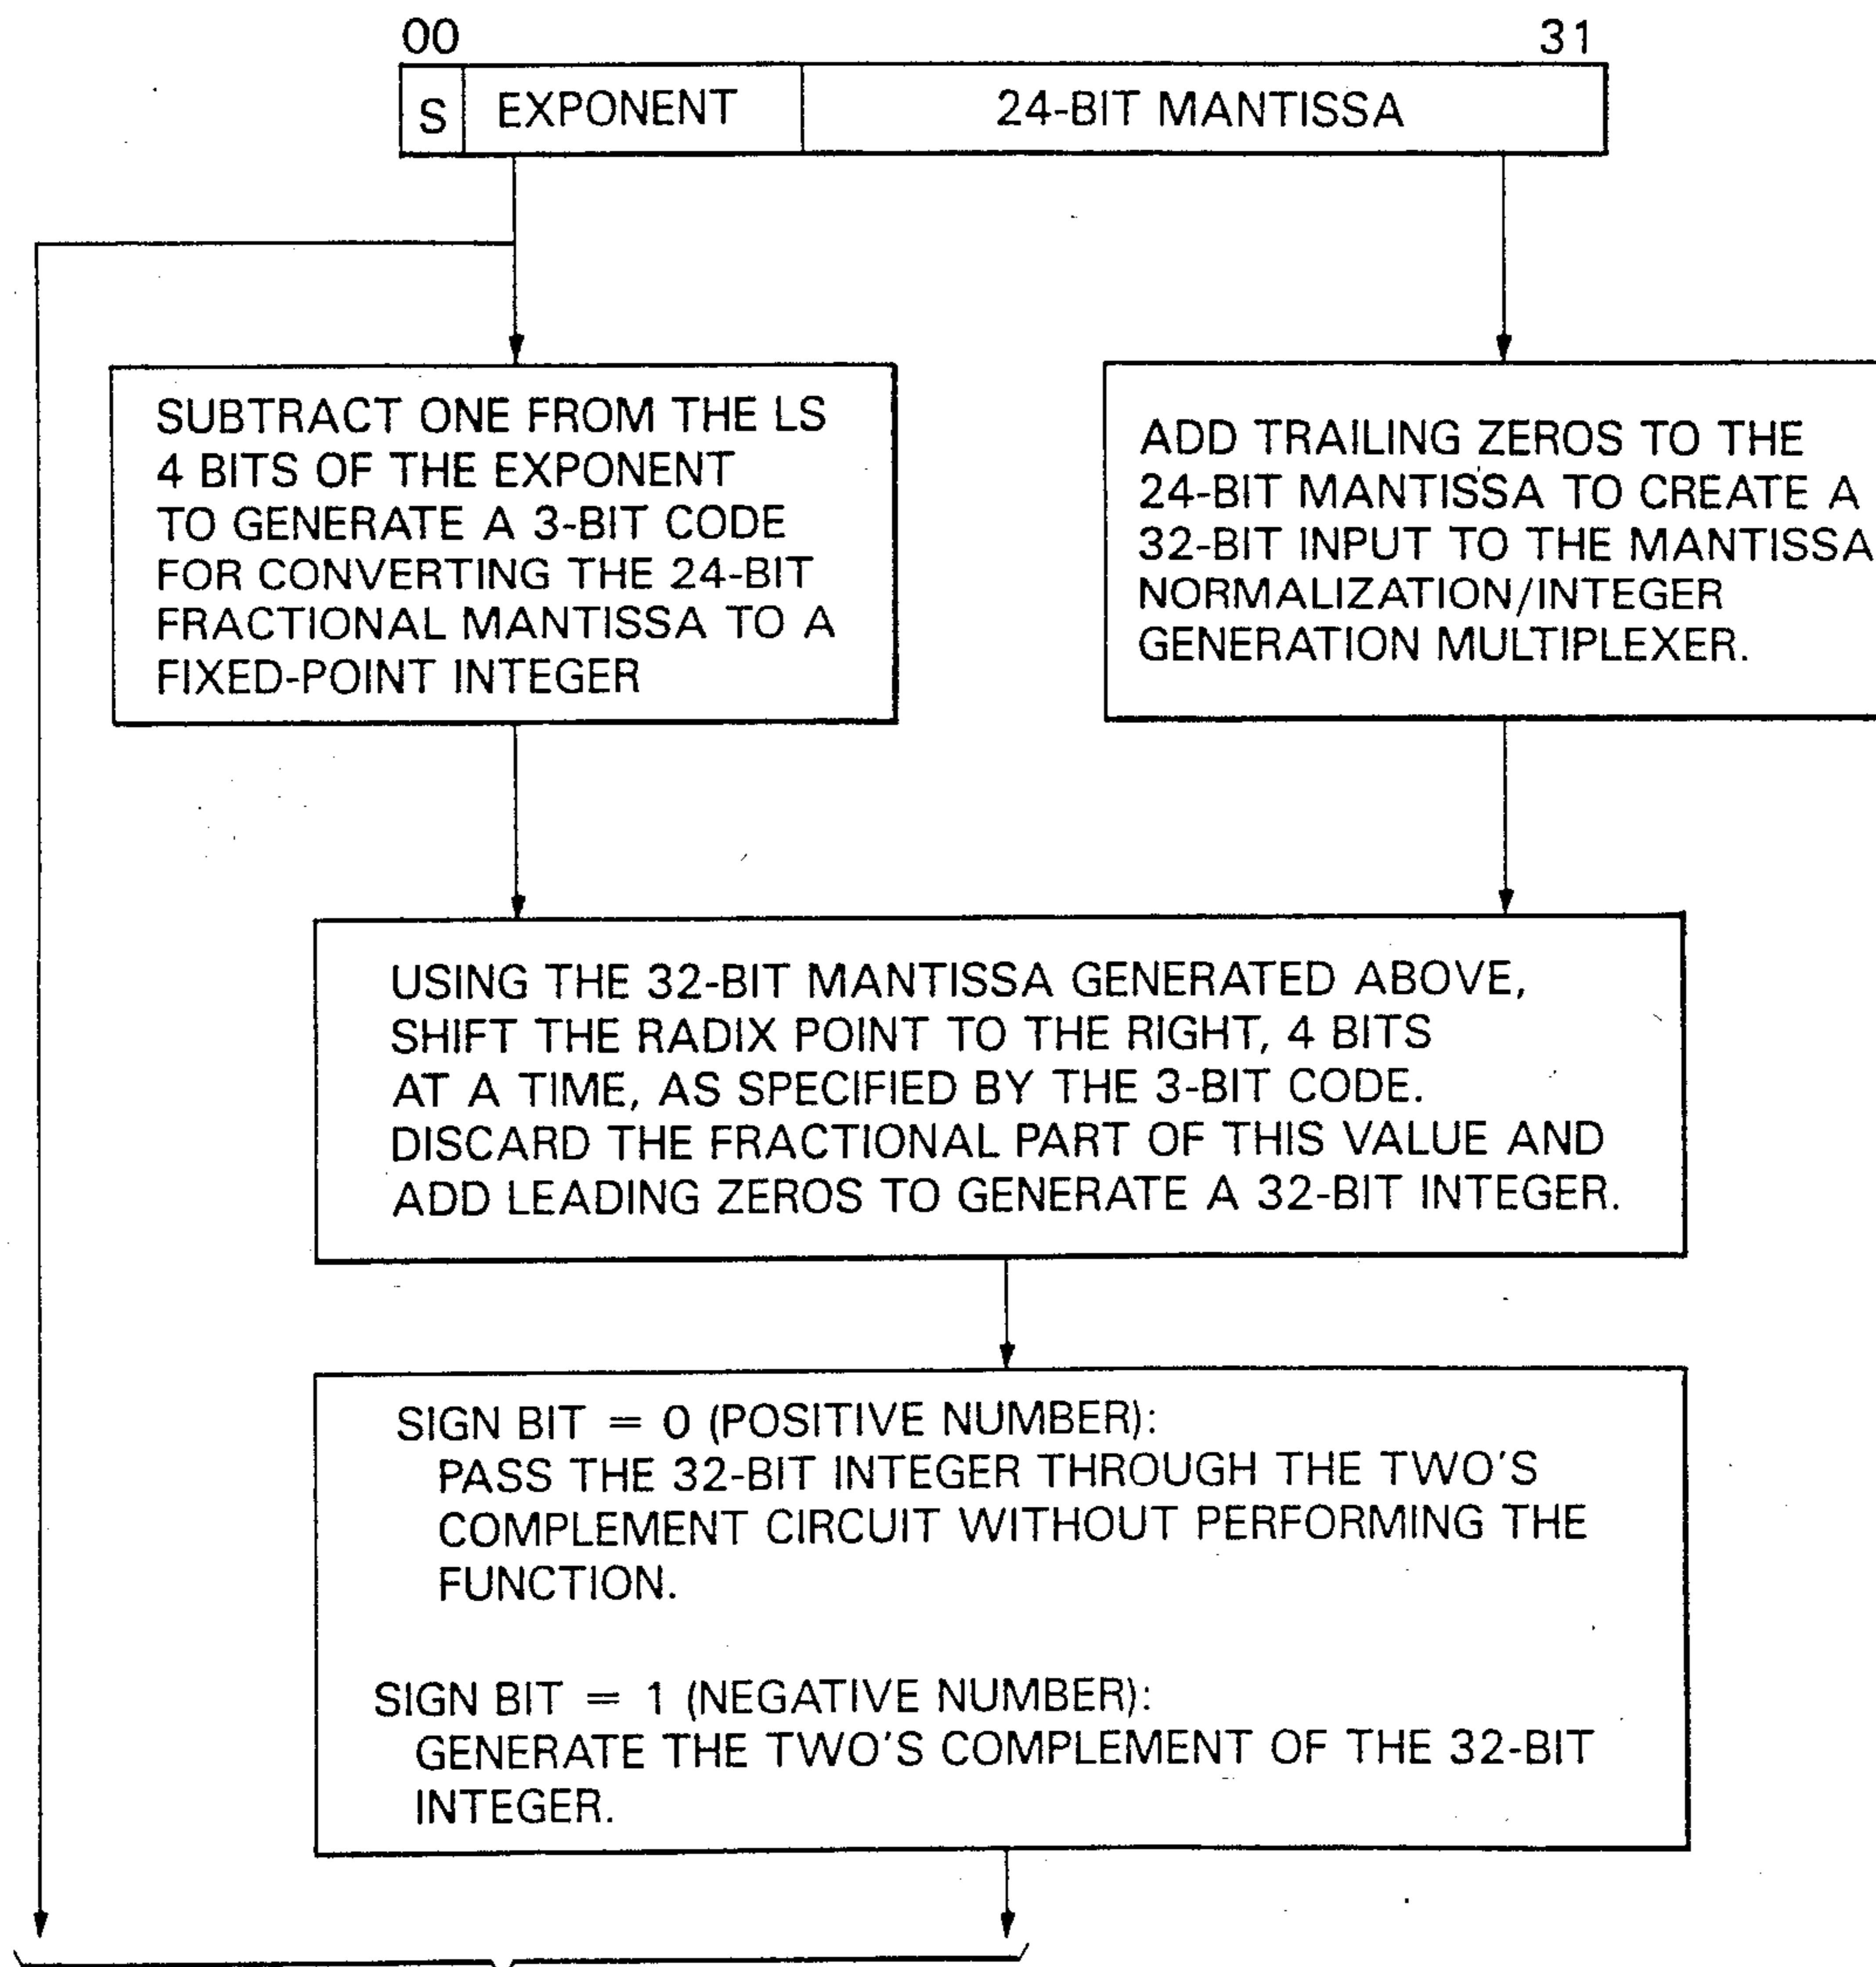 00 31
S EXPONENT 24-BIT MANTISSA
SUBTRACT ONE FROM THE LS
4 BITS OF THE EXPONENT
TO GENERATE A 3-BIT CODE
FOR CONVERTING THE 24-BIT
FRACTIONAL MANTISSA TO A
FIXED-POINT INTEGER
ADD TRAILING ZEROS TO THE
24-BIT MANTISSA TO CREATE A
32-BIT INPUT TO THE MANTISSA
NORMALIZATION/INTEGER
GENERATION MULTIPLEXER.
USING THE 32-BIT MANTISSA GENERATED ABOVE,
SHIFT THE RADIX POINT TO THE RIGHT, 4 BITS
AT A TIME, AS SPECIFIED BY THE 3-BIT CODE.
DISCARD THE FRACTIONAL PART OF THIS VALUE AND
ADD LEADING ZEROS TO GENERATE A 32-BIT INTEGER.
SIGN BIT = 0 (POSITIVE NUMBER):
PASS THE 32-BIT INTEGER THROUGH THE TWO'S
COMPLEMENT CIRCUIT WITHOUT PERFORMING THE
FUNCTION.
SIGN BIT = 1 (NEGATIVE NUMBER):
GENERATE THE TWO'S COMPLEMENT OF THE 32-BIT
INTEGER.